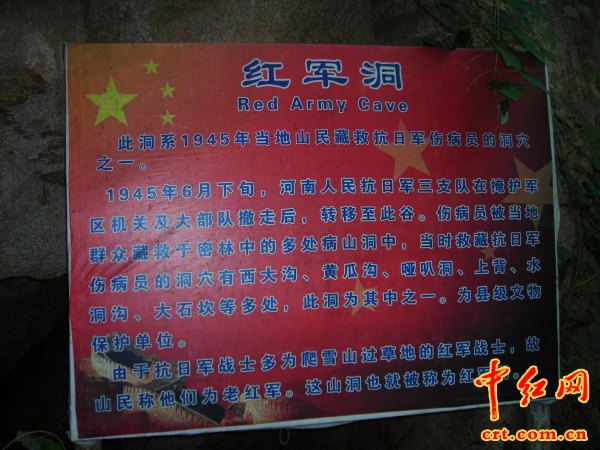 红军洞
Red Army Cave
此洞系1945年当地山民藏救抗日军伤病员的洞穴
之一。
1945年6月下旬，河南人民抗日军三支队在掩护军
区机关及大部队撤走后，转移至此谷。伤病员被当地
群众藏救于密林中的多处病山洞中，当时救藏抗日军
伤病员的洞穴有西大沟、黄瓜沟、哑叭洞、上背、水
洞沟、大石坎等多处，此洞为其中之一。为县级文物
保护单位。
由于抗日军战士多为爬雪山过草地的红军战士，故
山民称他们为老红军。这山洞也就被称为红军
中红网
crt.com.cn